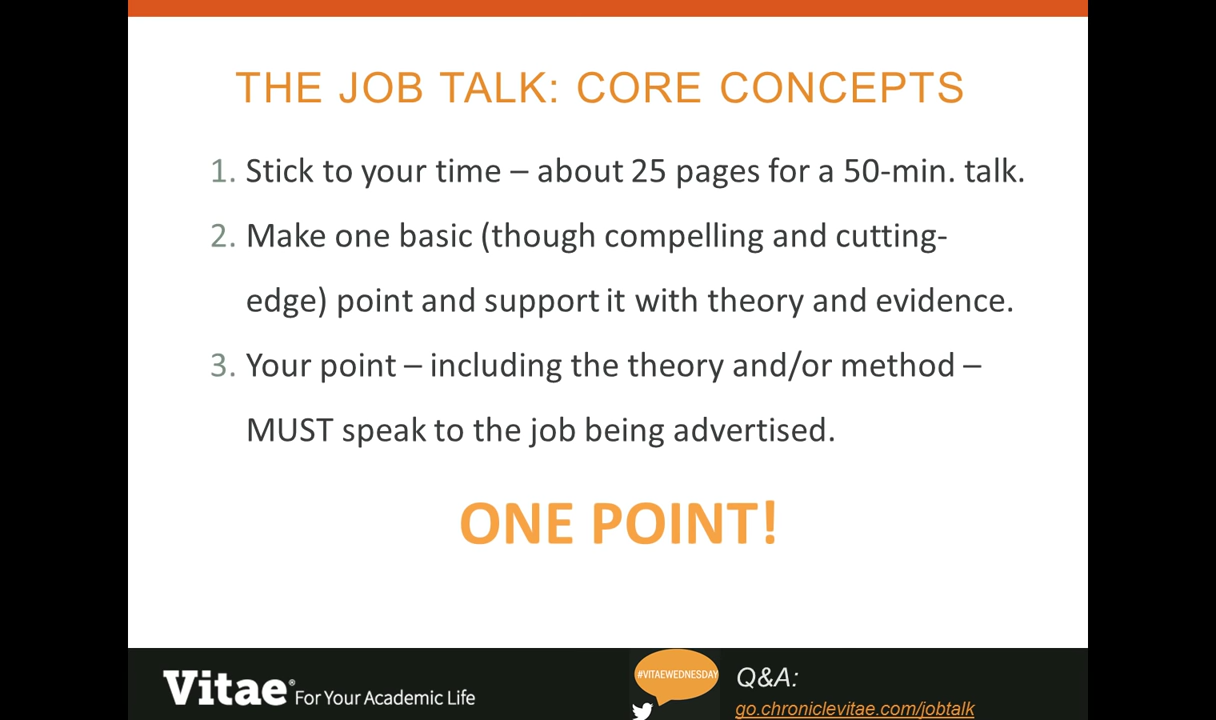 THE JOB TALK: CORE CONCEPTS
1. Stick to your time – about 25 pages for a 50-min. talk.
2. Make one basic (though compelling and cutting-
edge) point and support it with theory and evidence.
3. Your point – including the theory and/or method –
MUST speak to the job being advertised.
ONE POINT!
Vitae® For Your Academic Life
#VITAEWEDNESDAY
Q&A:
go.chroniclevitae.com/jobtalk